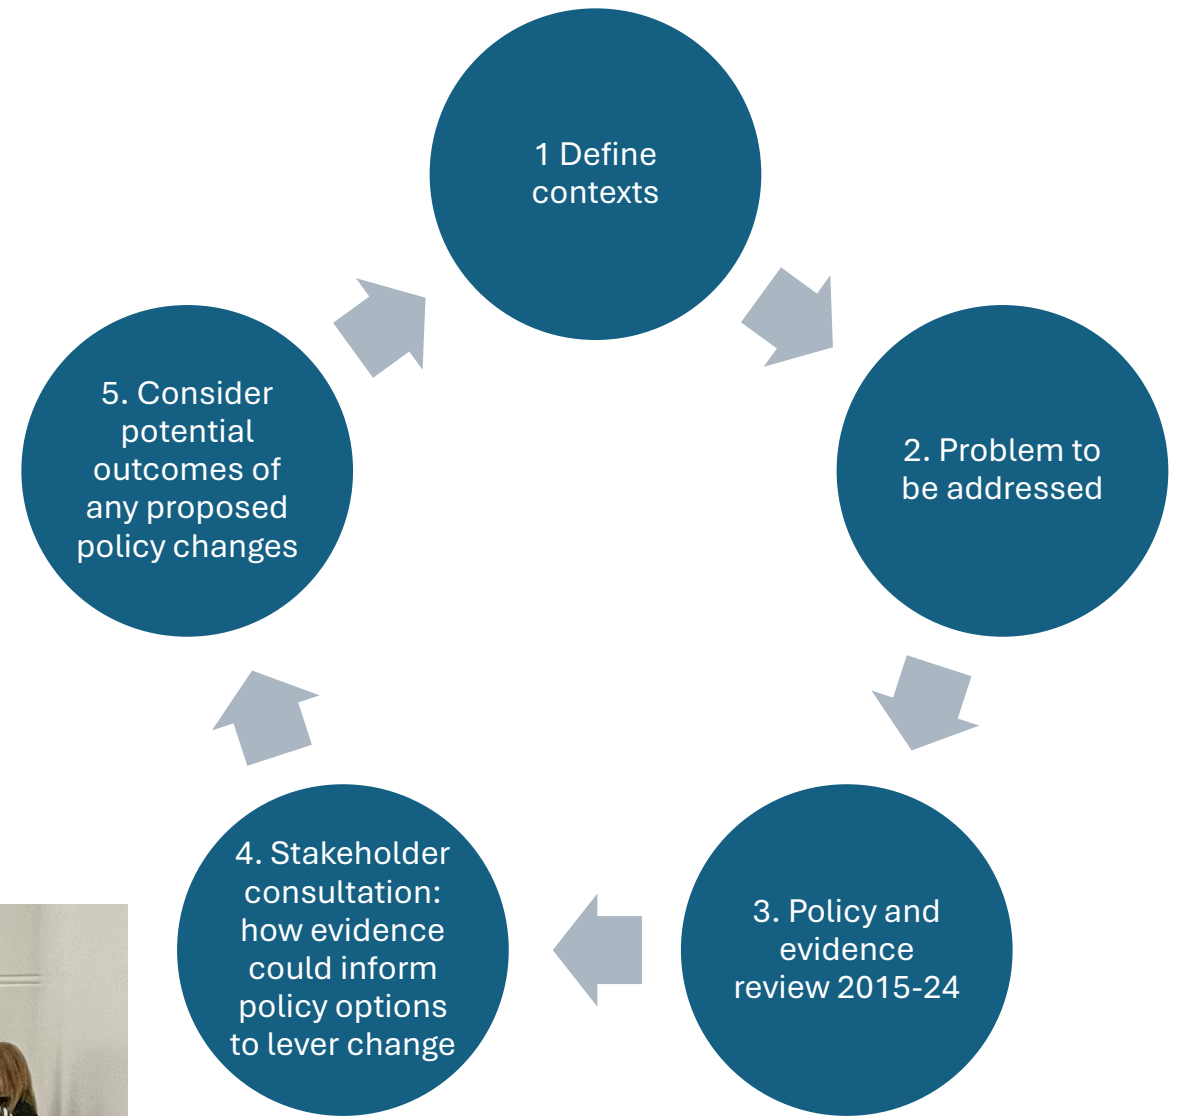 1 Define
contexts
2. Problem to
be addressed
3. Policy and
evidence
review 2015-24
4. Stakeholder
consultation:
how evidence
could inform
policy options
to lever change
5. Consider
potential
outcomes of
any proposed
policy changes